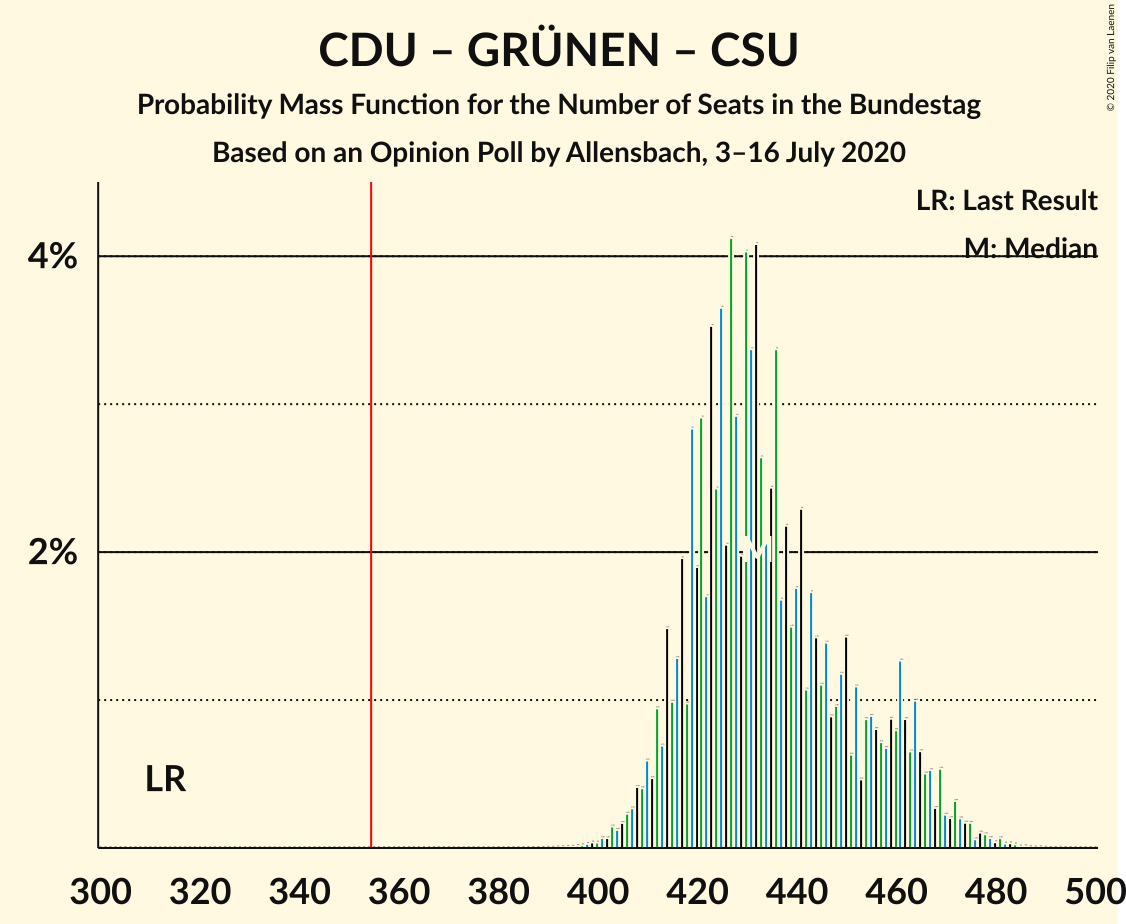 CDU – GRÜNEN – CSU
Probability Mass Function for the Number of Seats in the Bundestag
Based on an Opinion Poll by Allensbach, 3–16 July 2020
© 2020 Filip van Laenen
LR: Last Result
M: Median
4%
2%
LR
M
300 320 340 360 380 400 420 440 460 480 500